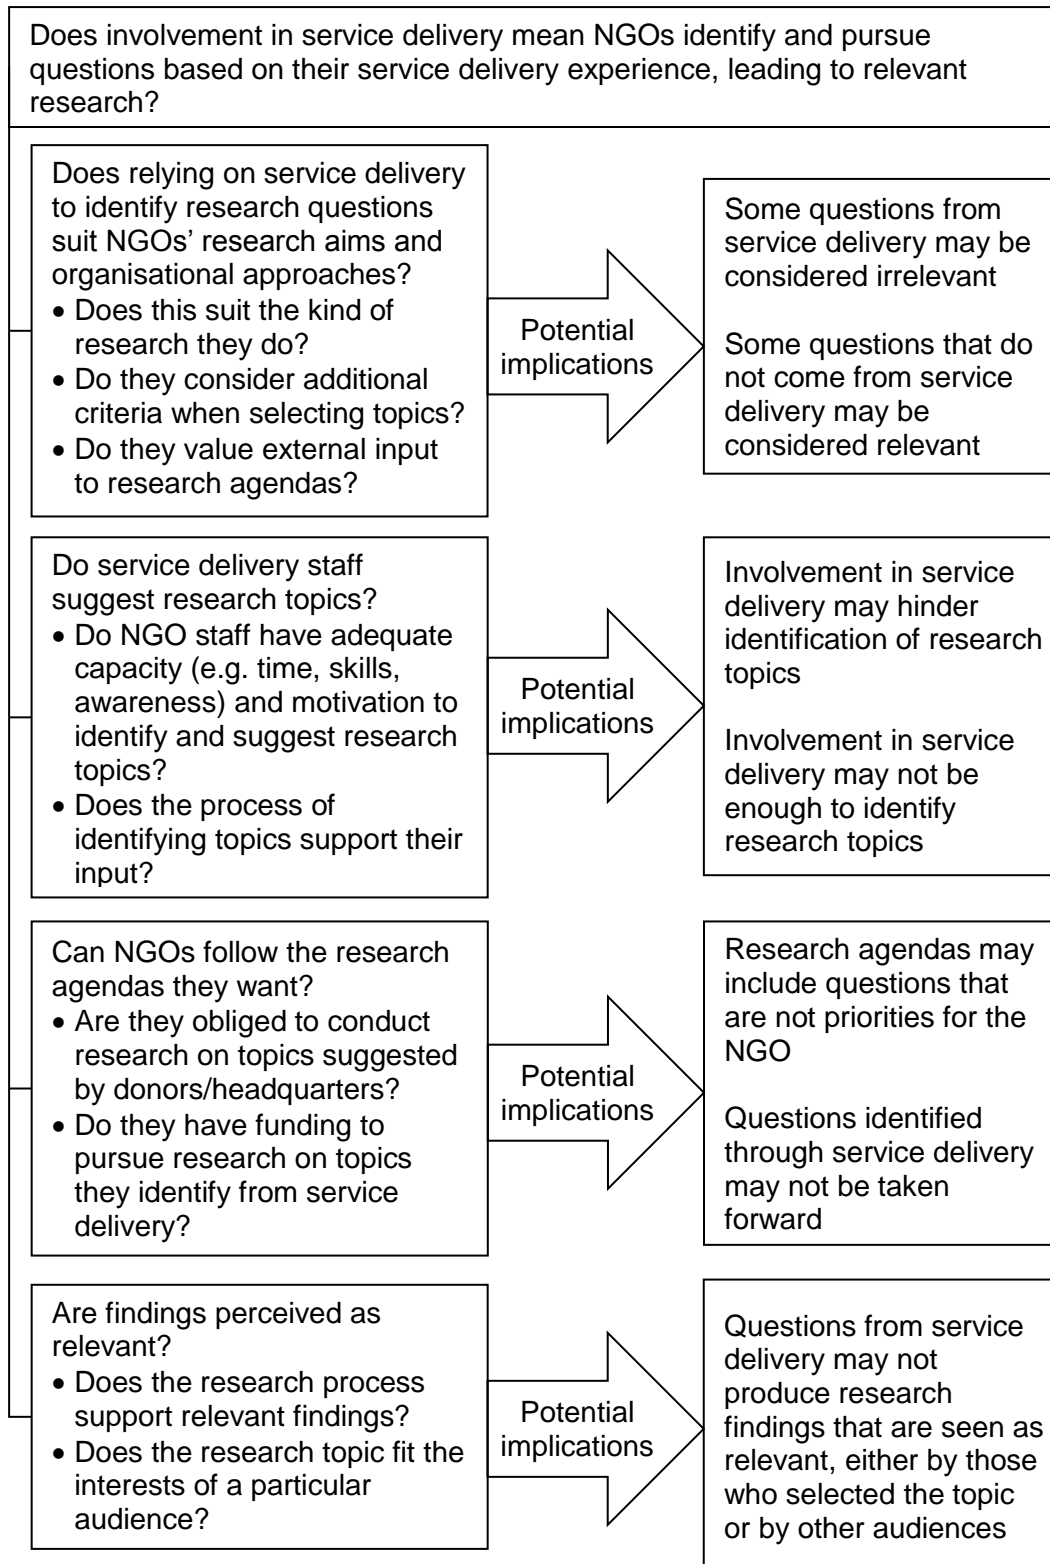 Does involvement in service delivery mean NGOs identify and pursue
questions based on their service delivery experience, leading to relevant
research?
Does relying on service delivery
to identify research questions
suit NGOs’ research aims and
organisational approaches?
• Does this suit the kind of
research they do?
• Do they consider additional
criteria when selecting topics?
• Do they value external input
to research agendas?
Potential
implications
Some questions from
service delivery may be
considered irrelevant
Some questions that do
not come from service
delivery may be
considered relevant
Do service delivery staff
suggest research topics?
• Do NGO staff have adequate
capacity (e.g. time, skills,
awareness) and motivation to
identify and suggest research
topics?
• Does the process of
identifying topics support their
input?
Potential
implications
Involvement in service
delivery may hinder
identification of research
topics
Involvement in service
delivery may not be
enough to identify
research topics
Can NGOs follow the research
agendas they want?
• Are they obliged to conduct
research on topics suggested
by donors/headquarters?
• Do they have funding to
pursue research on topics
they identify from service
delivery?
Potential
implications
Research agendas may
include questions that
are not priorities for the
NGO
Questions identified
through service delivery
may not be taken
forward
Are findings perceived as
relevant?
• Does the research process
support relevant findings?
• Does the research topic fit the
interests of a particular
audience?
Potential
implications
Questions from service
delivery may not
produce research
findings that are seen as
relevant, either by those
who selected the topic
or by other audiences